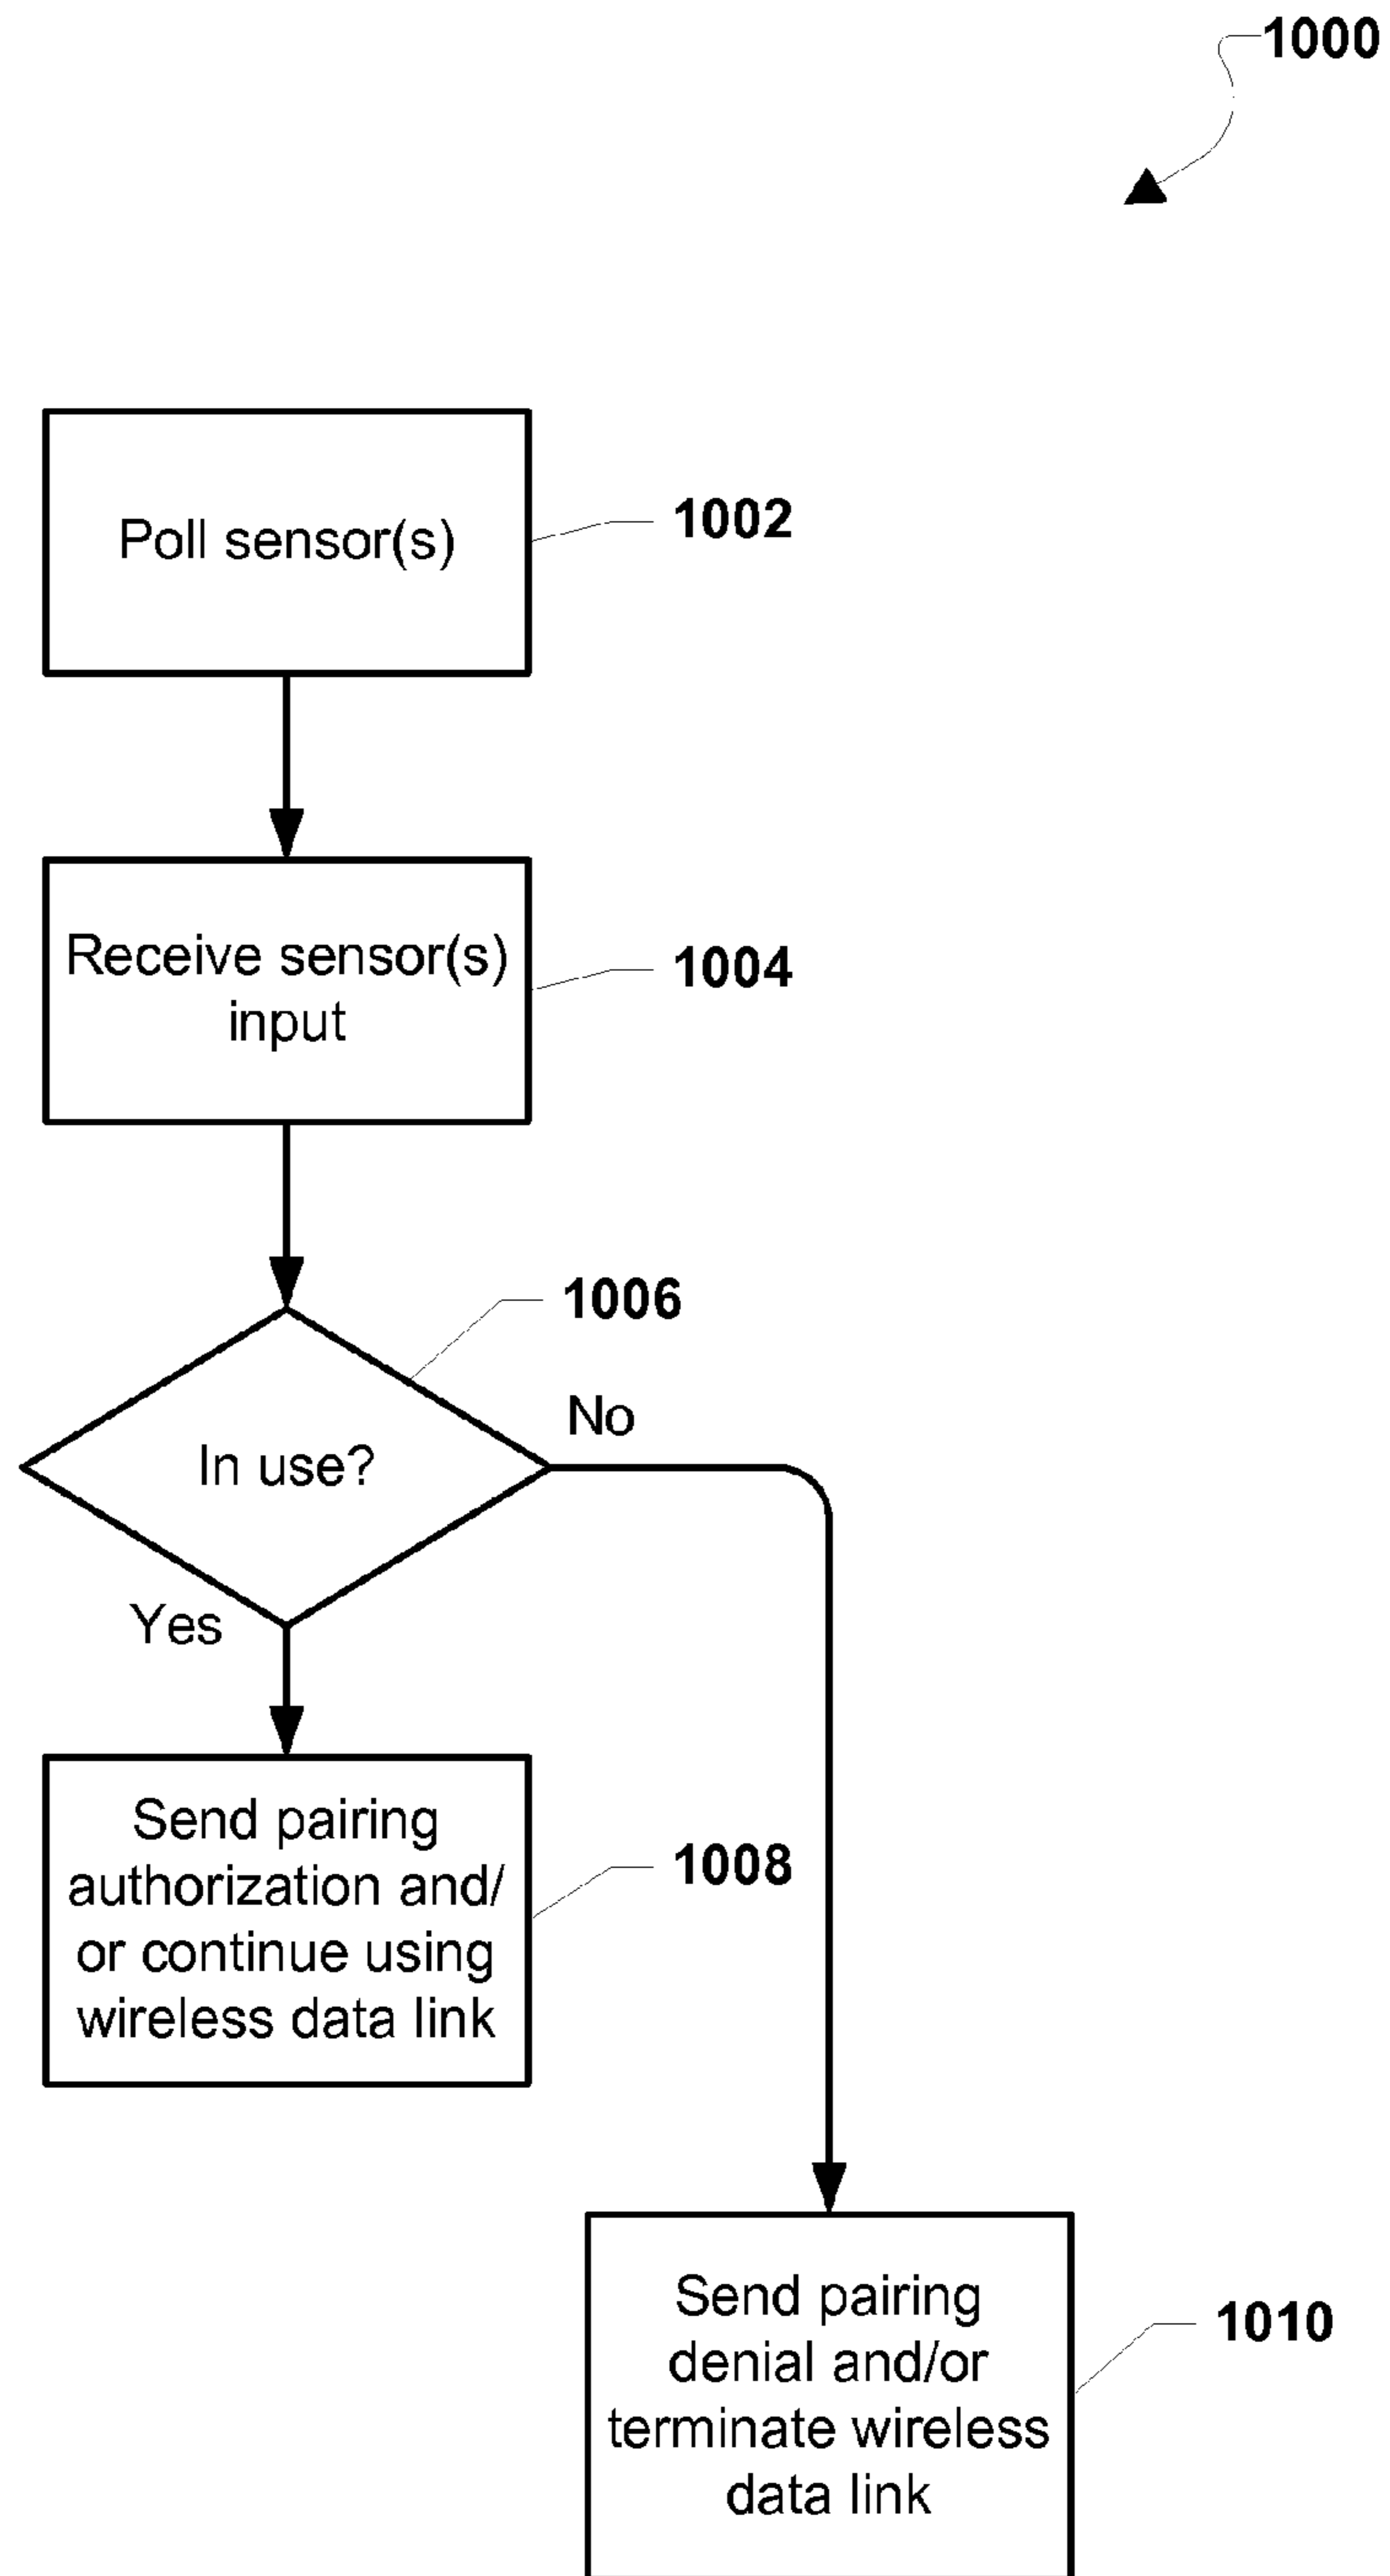 1000
Poll sensor(s)
1002
Receive sensor(s)
input
1004
1006
In use?
No
Yes
Send pairing
authorization and/
or continue using
wireless data link
1008
Send pairing
denial and/or
terminate wireless
data link
1010